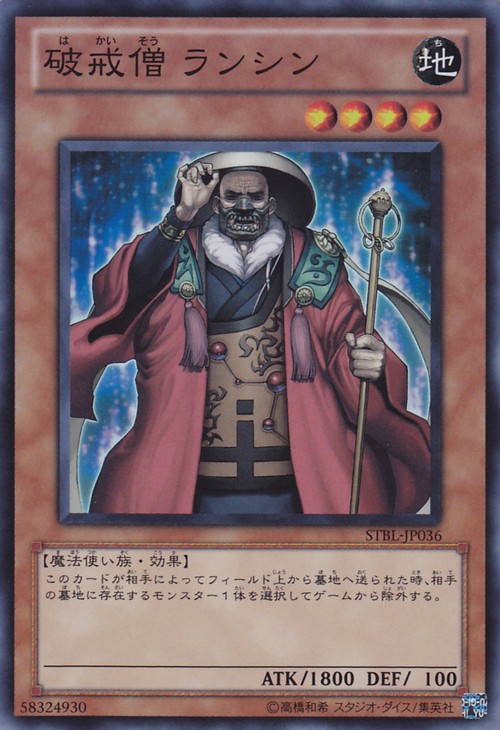 はかいそう
破戒僧 ランシン
ち
地
STBL-JP036
【魔法使い族・効果】
このカードが相手によってフィールド上から墓地へ送られた時、相手
の墓地に存在するモンスター１体を選択してゲームから除外する。
ATK/1800 DEF/ 100
58324930
©高橋和希 スタジオ・ダイス/集英社